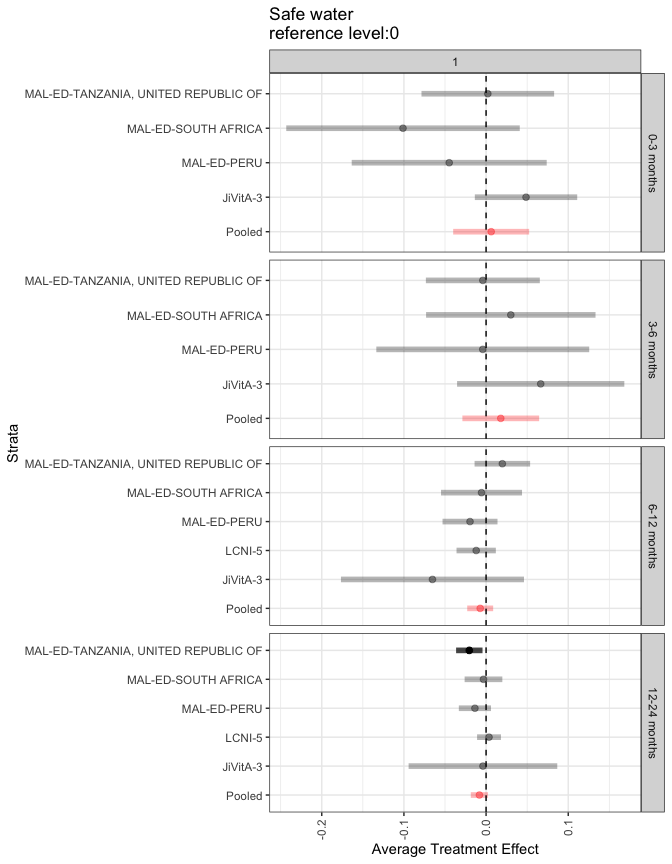 Safe water
reference level:0
1
MAL-ED-TANZANIA, UNITED REPUBLIC OF
MAL-ED-SOUTH AFRICA
MAL-ED-PERU
JiVitA-3
Pooled
0-3 months
MAL-ED-TANZANIA, UNITED REPUBLIC OF
MAL-ED-SOUTH AFRICA
MAL-ED-PERU
JiVitA-3
Pooled
3-6 months
Strata
MAL-ED-TANZANIA, UNITED REPUBLIC OF
MAL-ED-SOUTH AFRICA
MAL-ED-PERU
LCNI-5
JiVitA-3
Pooled
6-12 months
MAL-ED-TANZANIA, UNITED REPUBLIC OF
MAL-ED-SOUTH AFRICA
MAL-ED-PERU
LCNI-5
JiVitA-3
Pooled
12-24 months
-0.2
-0.1
0.0
0.1
Average Treatment Effect